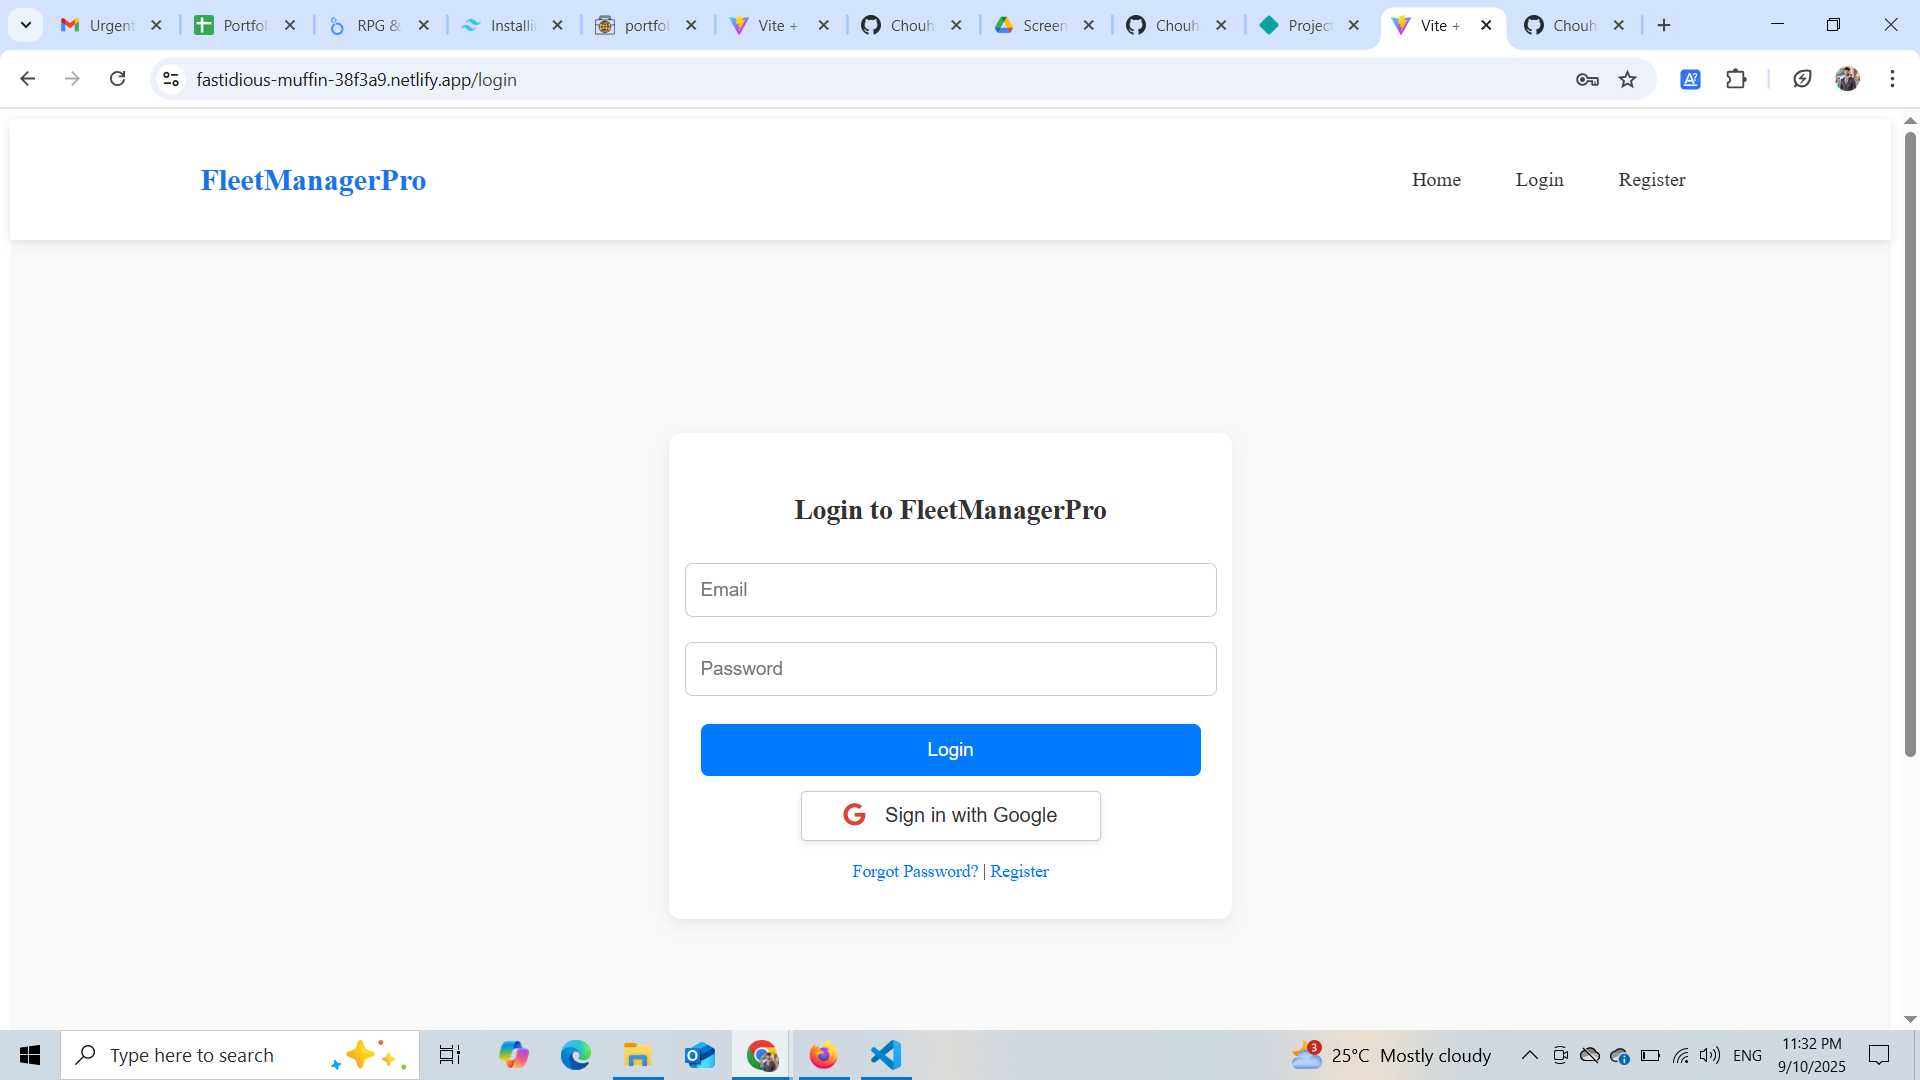 Urgent
Portfol
RPG &
Installi
portfol
Vite +
Chouh
Screen
Chouh
Project
Vite +
Chouh
fastidious-muffin-38f3a9.netlify.app/login
FleetManagerPro
Home
Login
Register
Login to FleetManagerPro
Email
Password
Login
Sign in with Google
Forgot Password? | Register
Type here to search
3
25°C Mostly cloudy
ENG
11:32 PM
9/10/2025